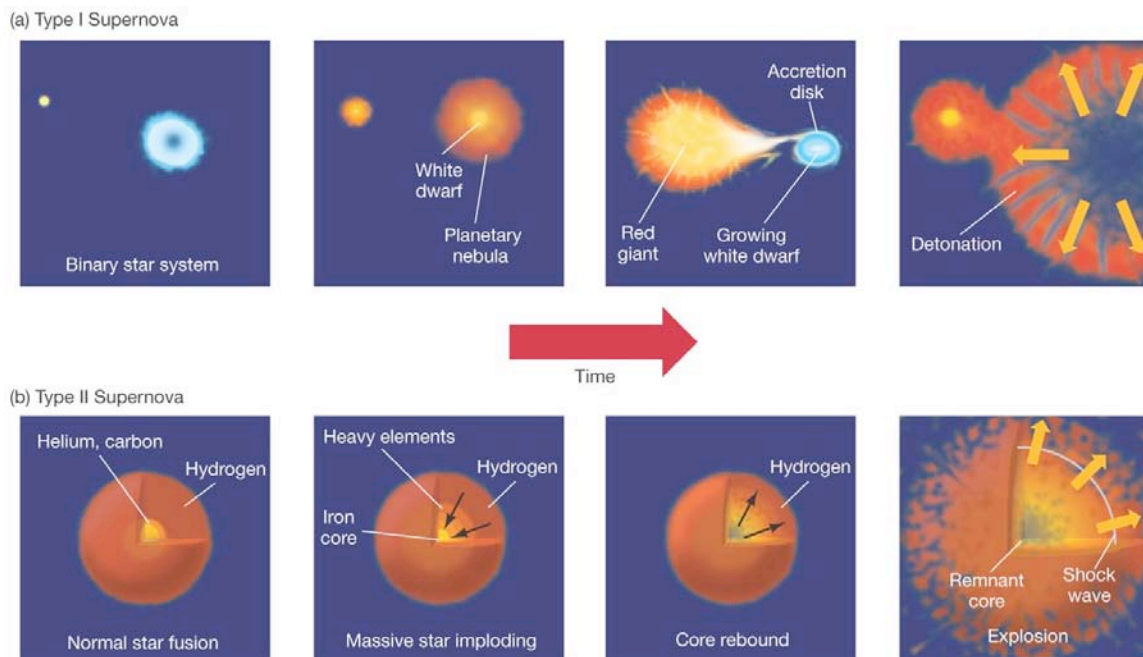 (a) Type I Supernova
Binary star system
White
dwarf
Planetary
nebula
Accretion
disk
Red
giant
Growing
white dwarf
Detonation
Time
(b) Type II Supernova
Helium, carbon
Hydrogen
Normal star fusion
Heavy elements
Hydrogen
Iron
core
Massive star imploding
Hydrogen
Core rebound
Remnant
core
Shock
wave
Explosion